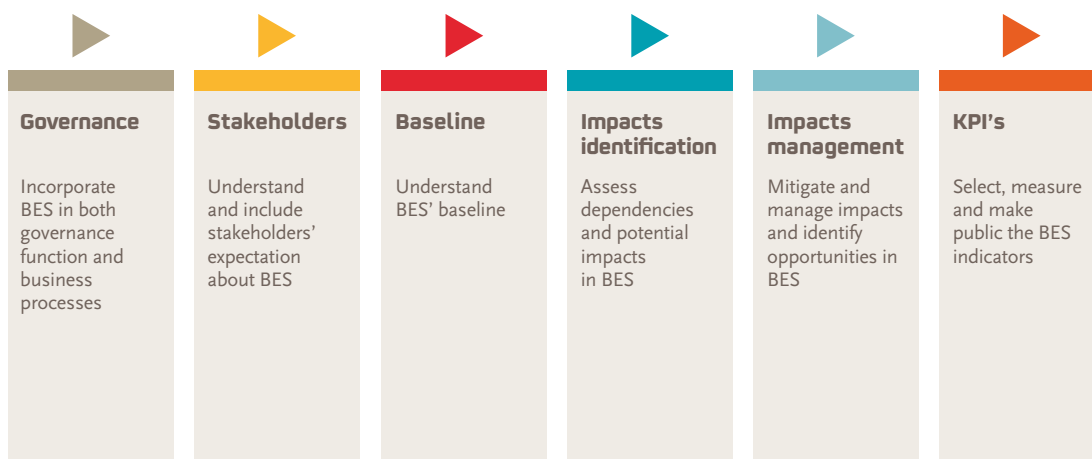 Governance
Incorporate
BES in both
governance
function and
business
processes
Stakeholders
Understand
and include
stakeholders’
expectation
about BES
Baseline
Understand
BES’ baseline
Impacts
identification
Assess
dependencies
and potential
impacts
in BES
Impacts
management
Mitigate and
manage impacts
and identify
opportunities in
BES
KPI's
Select, measure
and make
public the BES
indicators